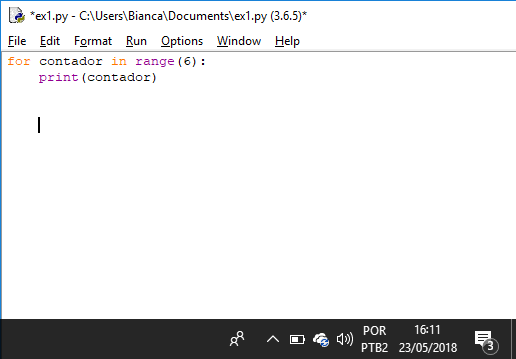 *ex1.py - C:\Users\Bianca\Documents\ex1.py (3.6.5)*
File Edit Format Run Options Window Help
for contador in range(6):
    print(contador)
POR 16:11
PTB2 23/05/2018 3